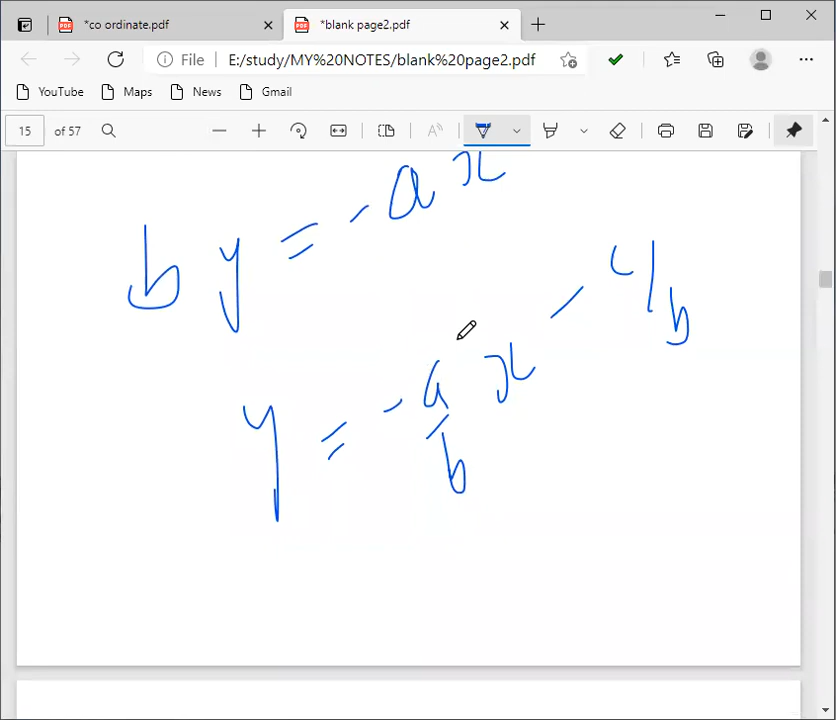 *co ordinate.pdf
*blank page2.pdf
File E:/study/MY%20NOTES/blank%20page2.pdf
YouTube Maps News Gmail
15 of 57
by = -ax
y = -a/b x - c/b